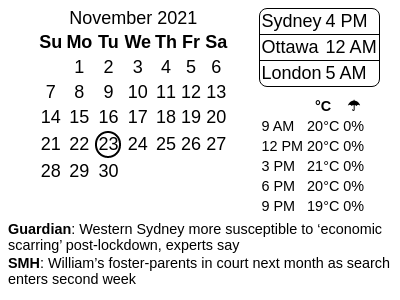 November 2021
Su Mo Tu We Th Fr Sa
1 2 3 4 5 6
7 8 9 10 11 12 13
14 15 16 17 18 19 20
21 22 23 24 25 26 27
28 29 30
Sydney 4 PM
Ottawa 12 AM
London 5 AM
°C ☂
9 AM 20°C 0%
12 PM 20°C 0%
3 PM 21°C 0%
6 PM 20°C 0%
9 PM 19°C 0%
Guardian: Western Sydney more susceptible to ‘economic
scarring’ post-lockdown, experts say
SMH: William’s foster-parents in court next month as search
enters second week